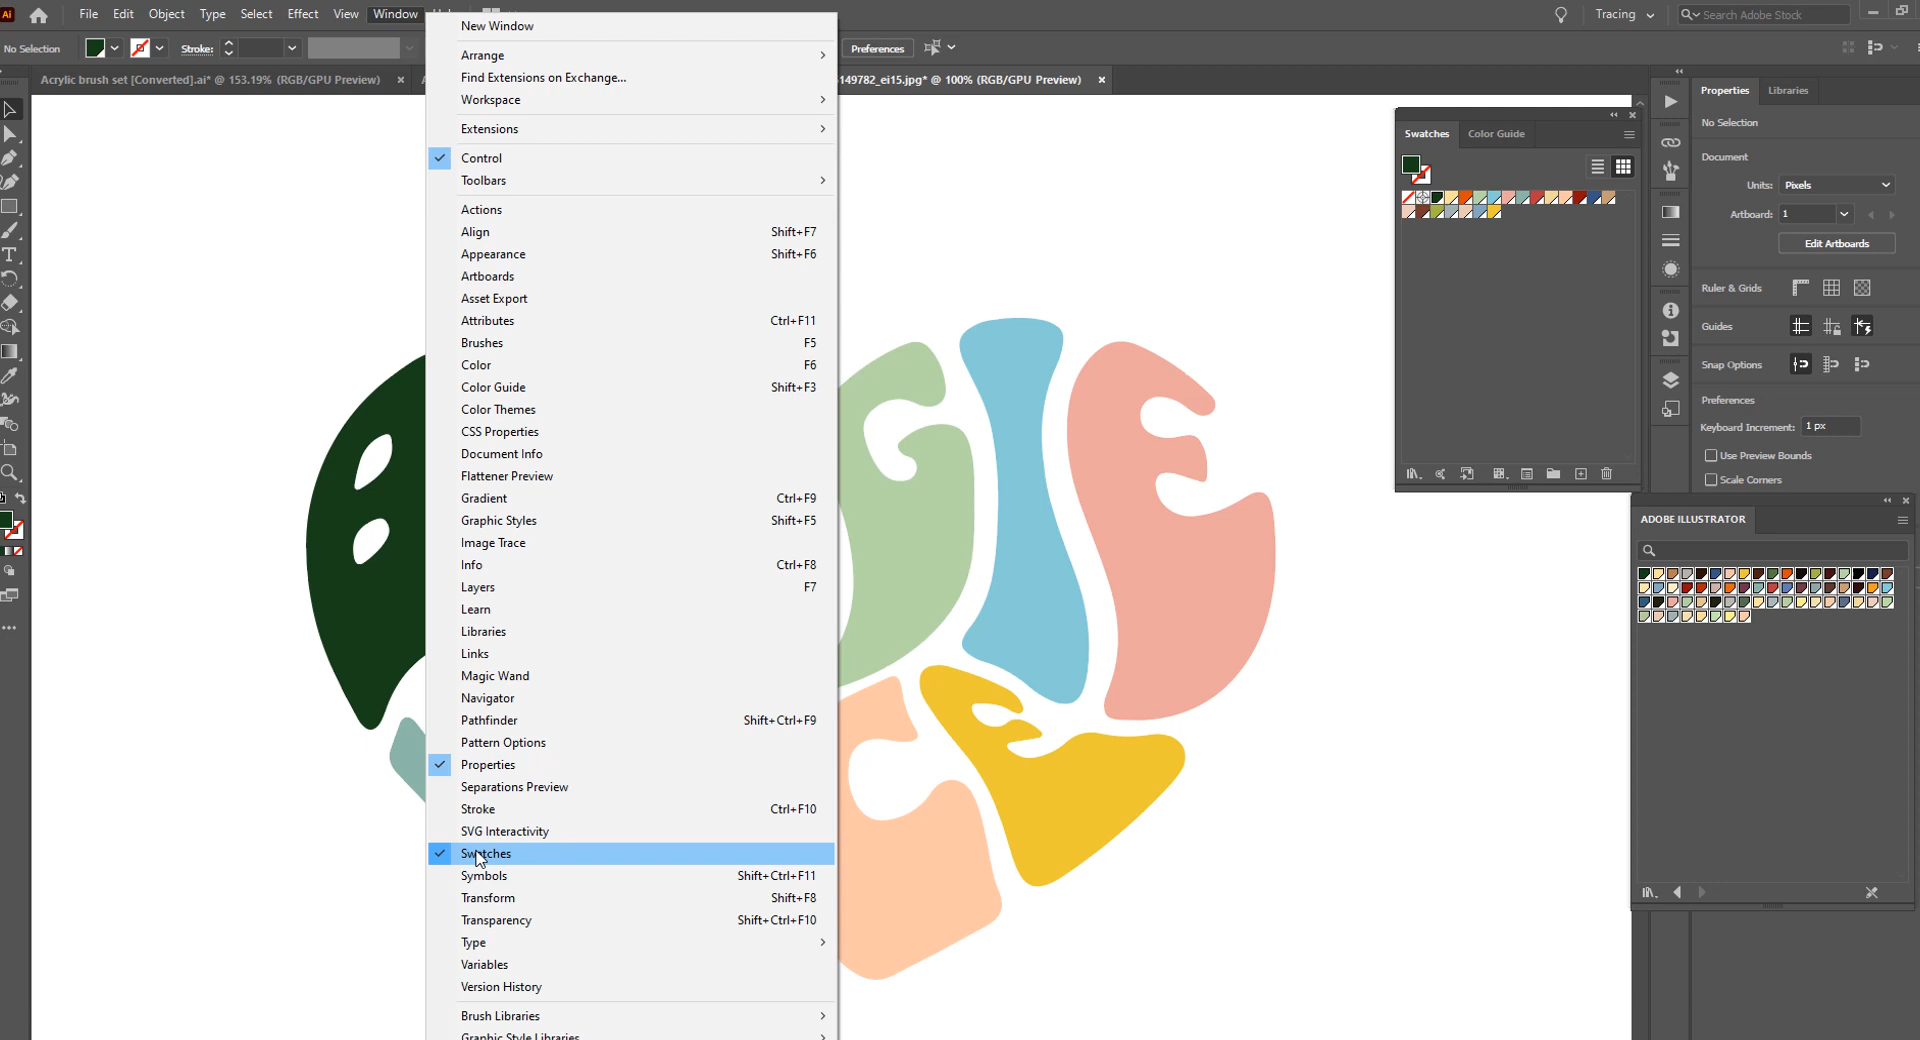 Ai File Edit Object Type Select Effect View Window Tracing Search Adobe Stock
No Selection Stroke: Preferences
Acrylic brush set [Converted].ai* @ 153.19% (RGB/GPU Preview) × 149782_ei15.jpg* @ 100% (RGB/GPU Preview) ×
New Window
Arrange
Find Extensions on Exchange...
Workspace
Extensions
Control
Toolbars
Actions
Align Shift+F7
Appearance Shift+F6
Artboards
Asset Export
Attributes Ctrl+F11
Brushes F5
Color F6
Color Guide Shift+F3
Color Themes
CSS Properties
Document Info
Flattener Preview
Gradient Ctrl+F9
Graphic Styles Shift+F5
Image Trace
Info Ctrl+F8
Layers F7
Learn
Libraries
Links
Magic Wand
Navigator
Pathfinder Shift+Ctrl+F9
Pattern Options
Properties
Separations Preview
Stroke Ctrl+F10
SVG Interactivity
Swatches
Symbols Shift+Ctrl+F11
Transform Shift+F8
Transparency Shift+Ctrl+F10
Type
Variables
Version History
Brush Libraries
Graphic Style Libraries
Swatches Color Guide
Properties Libraries
No Selection
Document
Units: Pixels
Artboard: 1
Edit Artboards
Ruler & Grids
Guides
Snap Options
Preferences
Keyboard Increment: 1 px
Use Preview Bounds
Scale Corners
ADOBE ILLUSTRATOR